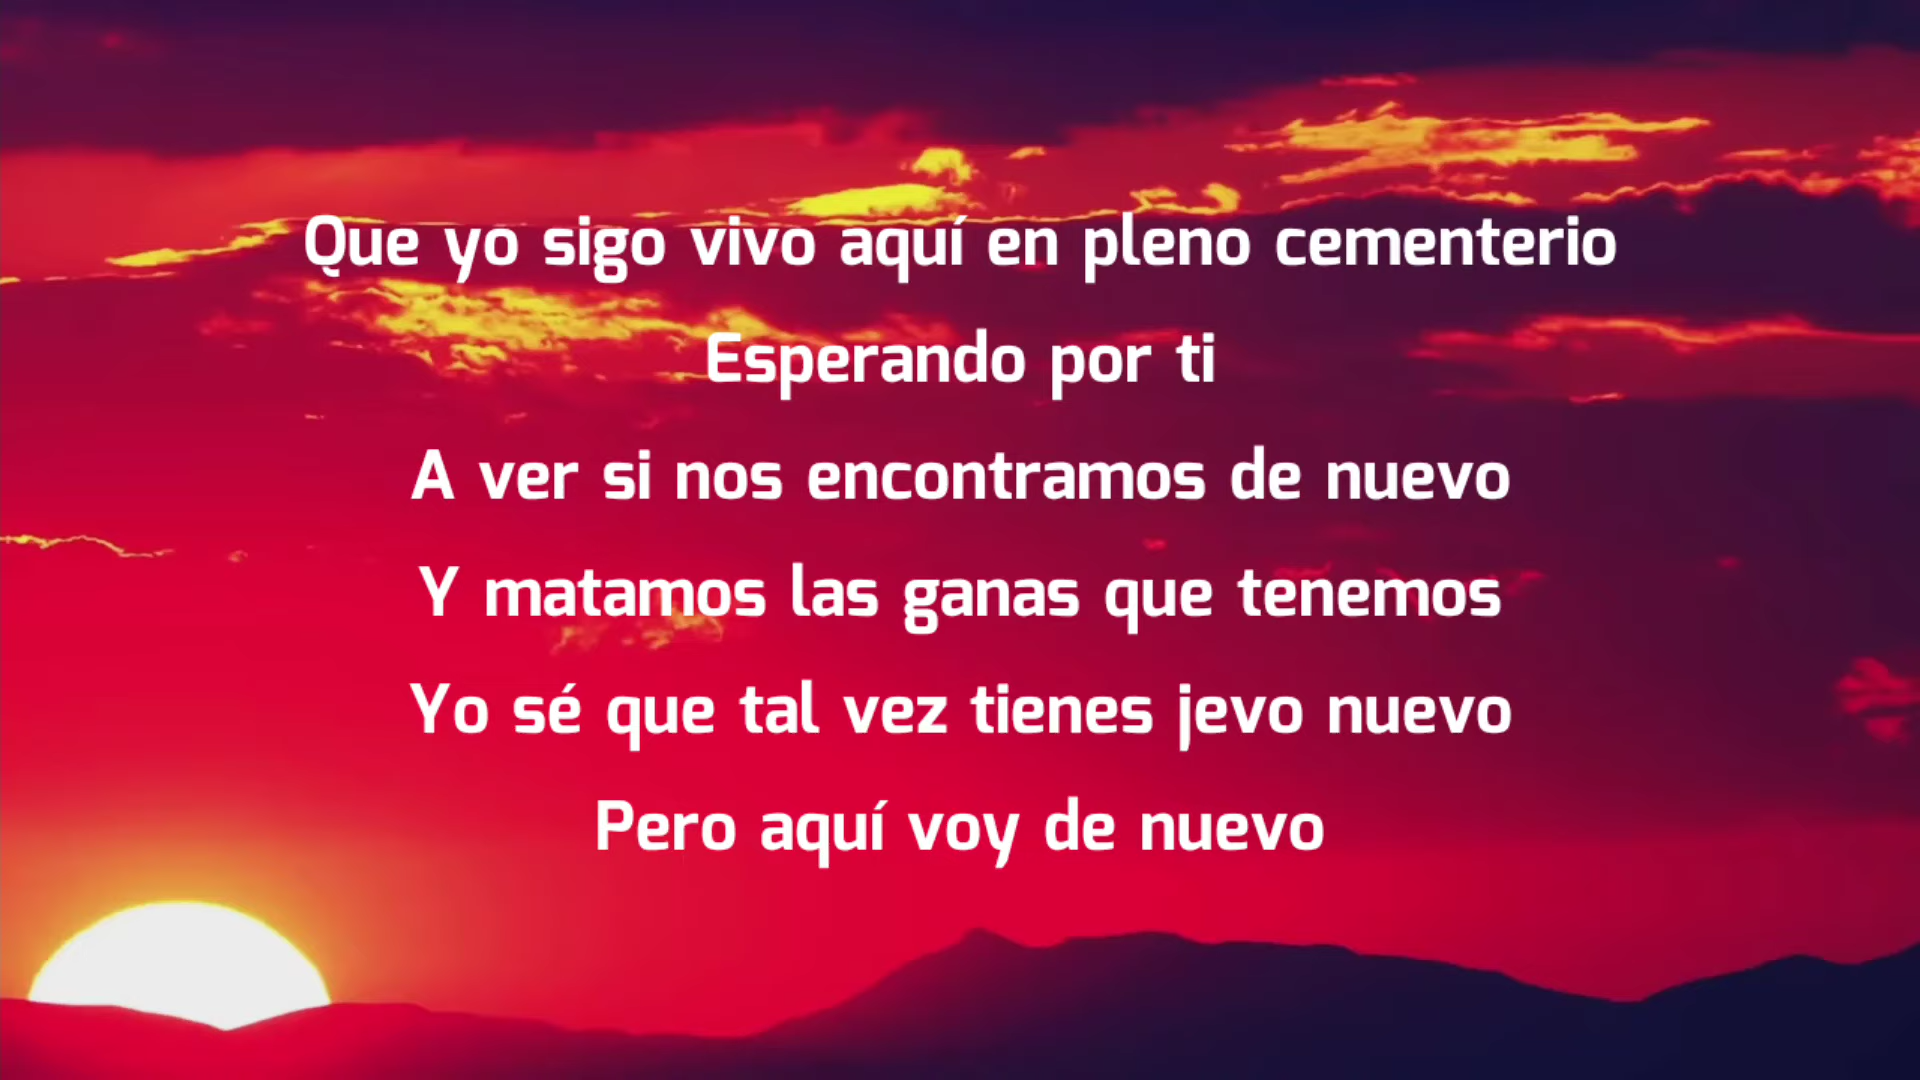 Que yo sigo vivo aquí en pleno cementerio
Esperando por ti
A ver si nos encontramos de nuevo
Y matamos las ganas que tenemos
Yo sé que tal vez tienes jevo nuevo
Pero aquí voy de nuevo